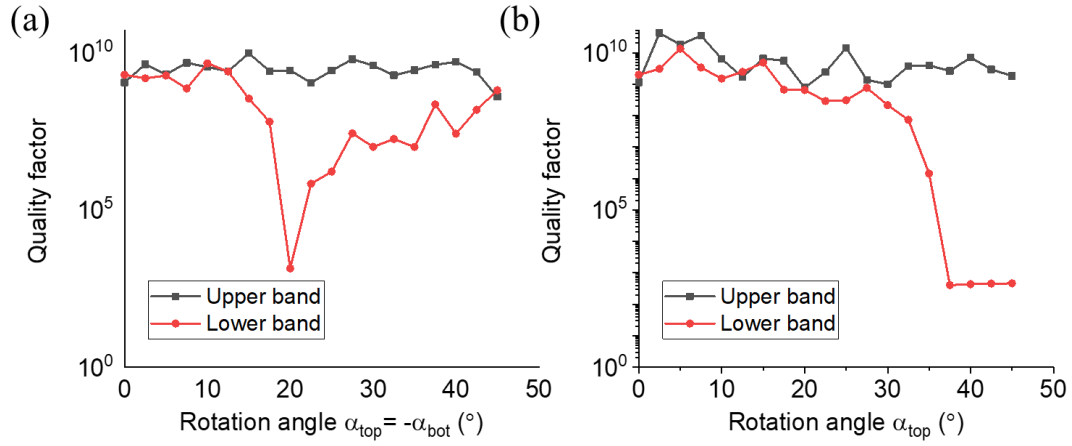 (a)
10^10
10^5
10^0
Quality factor
Upper band
Lower band
0 10 20 30 40 50
Rotation angle α_top= -α_bot (°)
(b)
10^10
10^5
10^0
Quality factor
Upper band
Lower band
0 10 20 30 40 50
Rotation angle α_top (°)